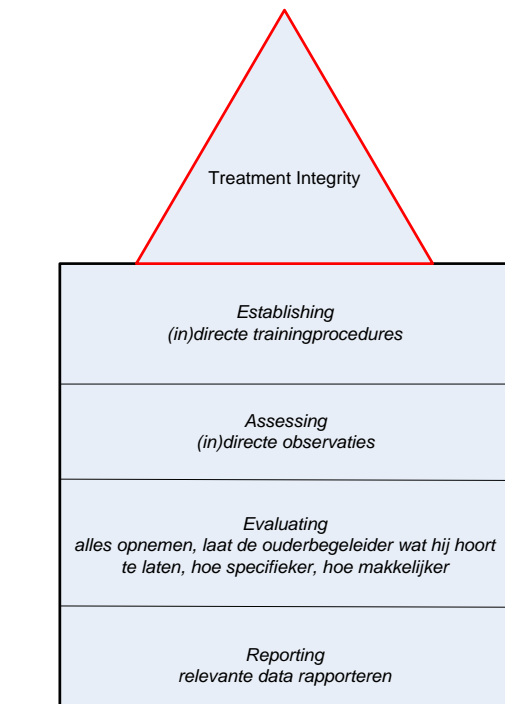 Treatment Integrity
Establishing
(in)directe trainingprocedures
Assessing
(in)directe observaties
Evaluating
alles opnemen, laat de ouderbegeleider wat hij hoort
te laten, hoe specifieker, hoe makkelijker
Reporting
relevante data rapporteren